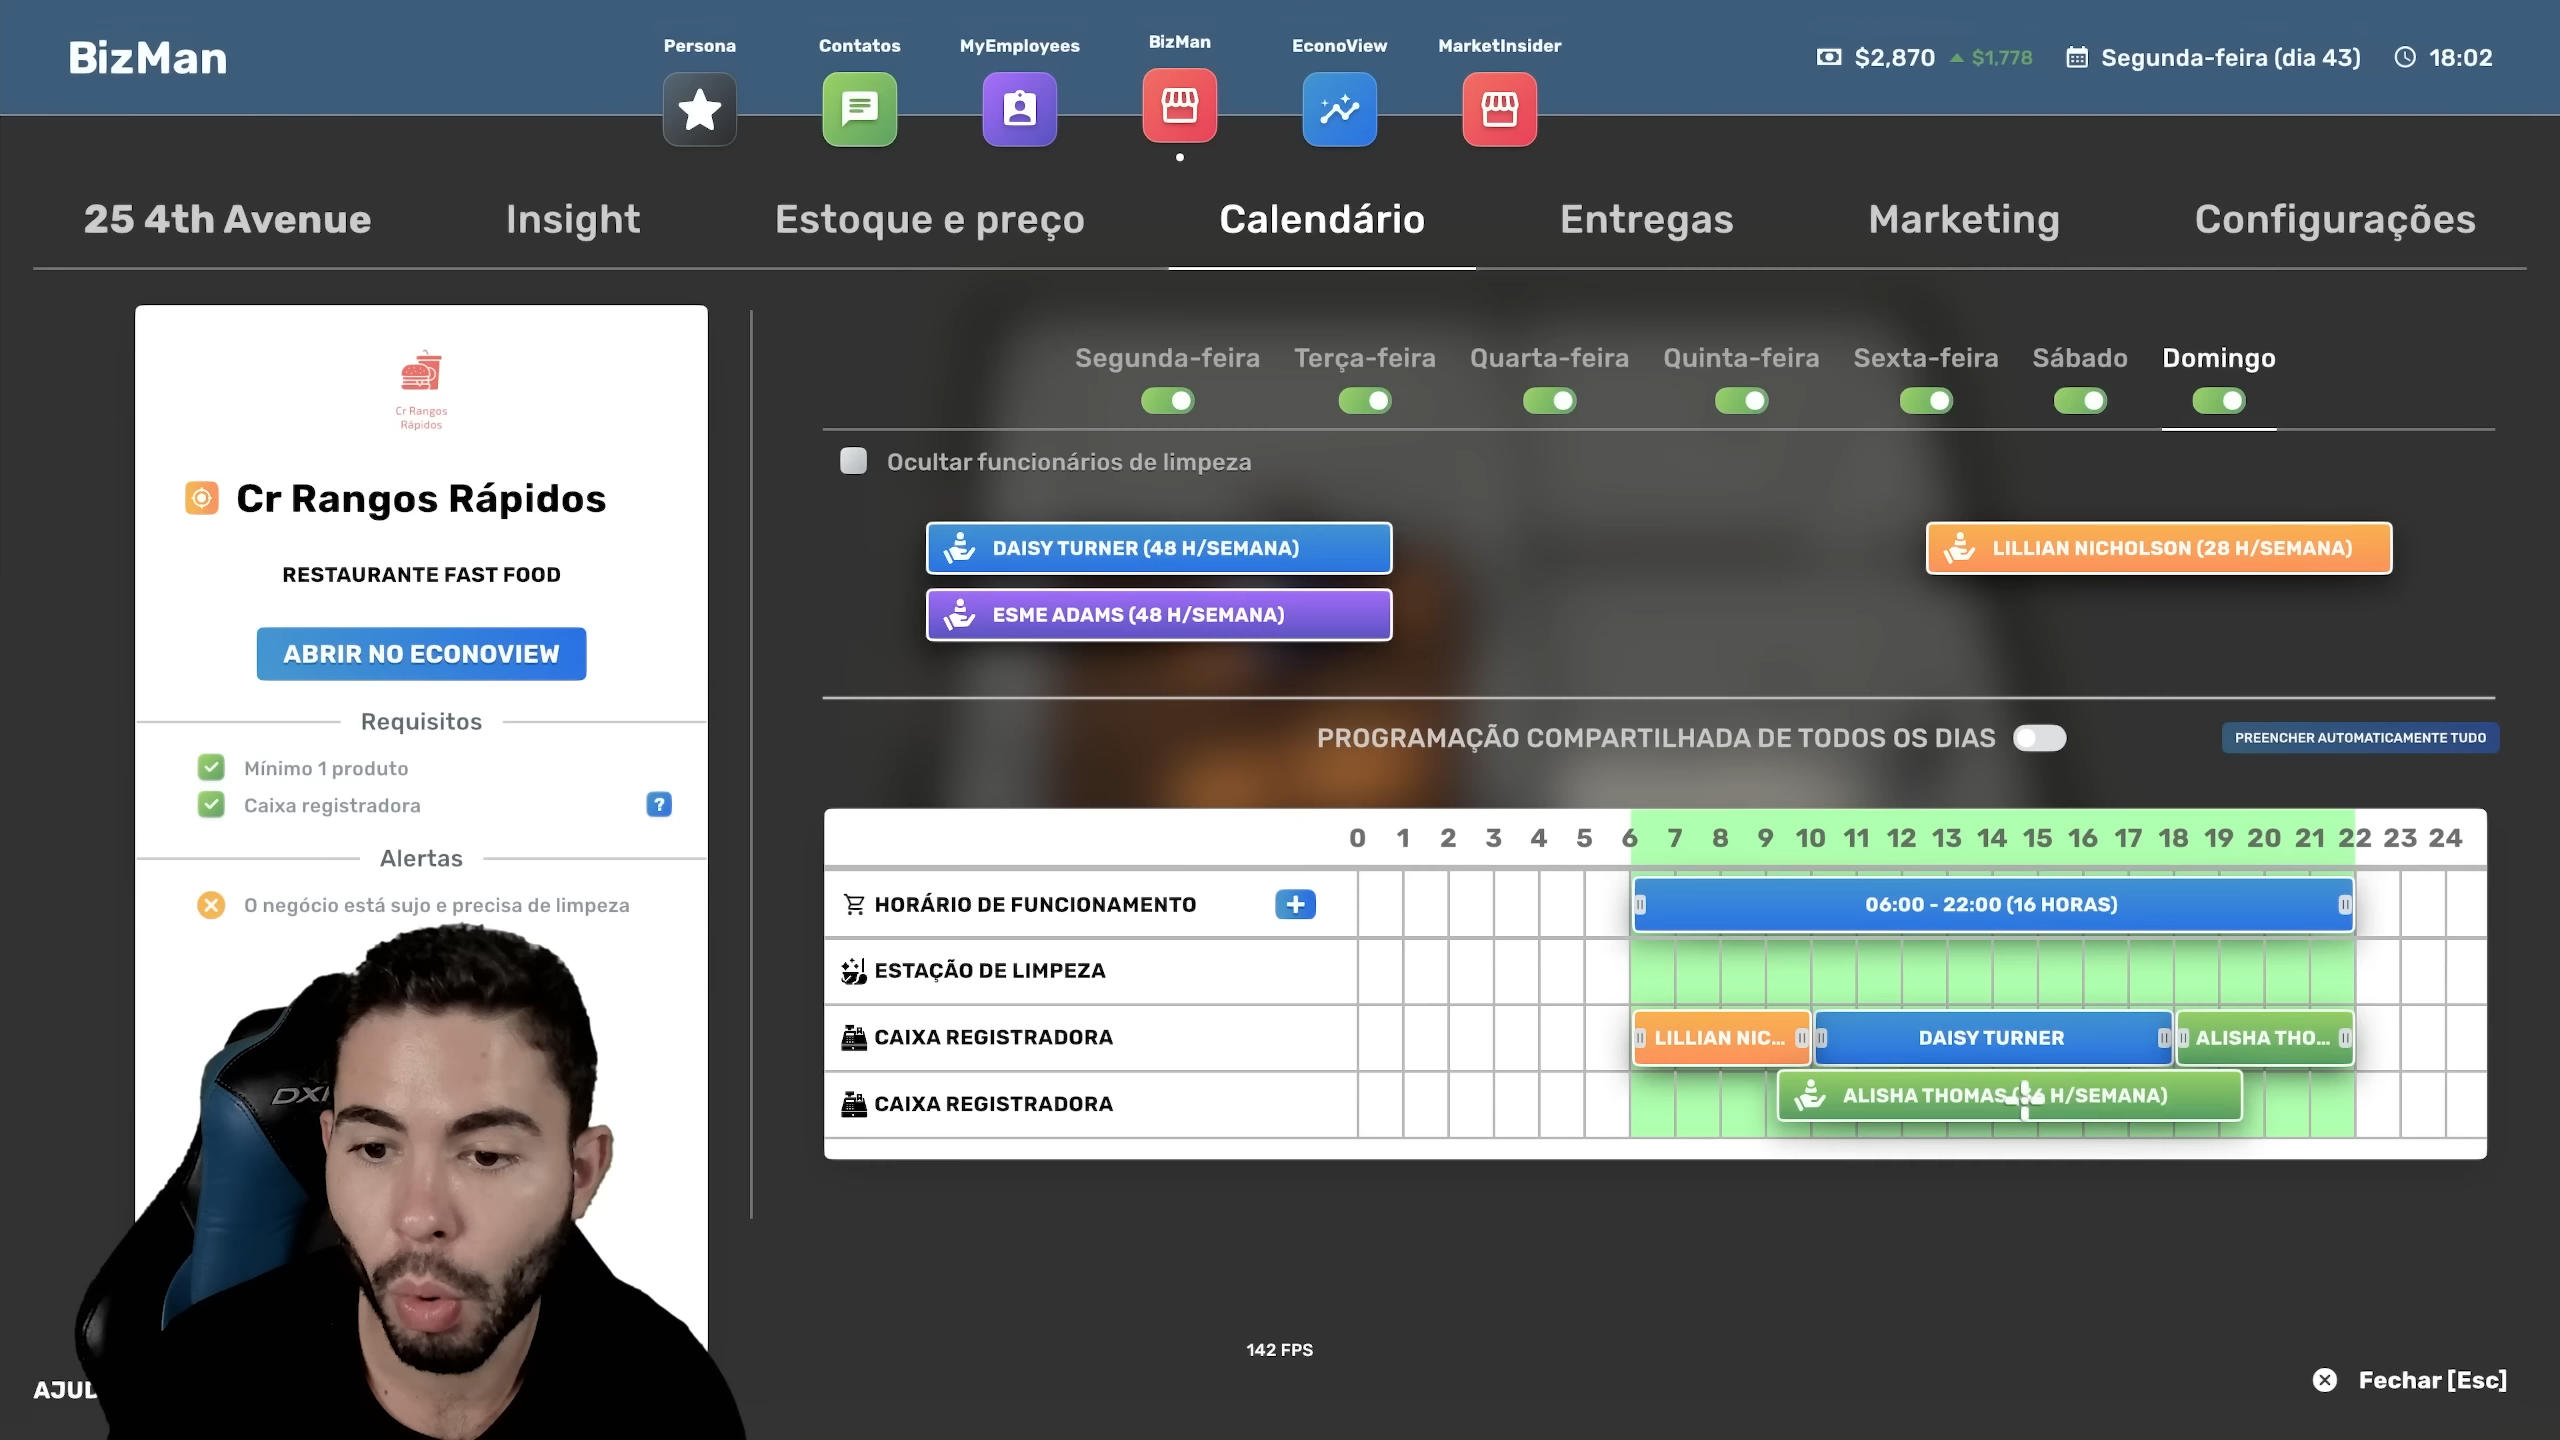 BizMan
Persona
Contatos
MyEmployees
BizMan
EconoView
MarketInsider
$2,870
$1,778
Segunda-feira (dia 43)
18:02
25 4th Avenue
Insight
Estoque e preço
Calendário
Entregas
Marketing
Configurações
Cr Rangos
Rápidos
Cr Rangos Rápidos
RESTAURANTE FAST FOOD
ABRIR NO ECONOVIEW
Requisitos
Mínimo 1 produto
Caixa registradora
?
Alertas
O negócio está sujo e precisa de limpeza
Segunda-feira
Terça-feira
Quarta-feira
Quinta-feira
Sexta-feira
Sábado
Domingo
Ocultar funcionários de limpeza
DAISY TURNER (48 H/SEMANA)
LILLIAN NICHOLSON (28 H/SEMANA)
ESME ADAMS (48 H/SEMANA)
PROGRAMAÇÃO COMPARTILHADA DE TODOS OS DIAS
PREENCHER AUTOMATICAMENTE TUDO
0 1 2 3 4 5 6 7 8 9 10 11 12 13 14 15 16 17 18 19 20 21 22 23 24
HORÁRIO DE FUNCIONAMENTO
06:00 - 22:00 (16 HORAS)
ESTAÇÃO DE LIMPEZA
CAIXA REGISTRADORA
LILLIAN NIC...
DAISY TURNER
ALISHA THO...
CAIXA REGISTRADORA
ALISHA THOMAS H/SEMANA)
DX
142 FPS
AJU
Fechar [Esc]